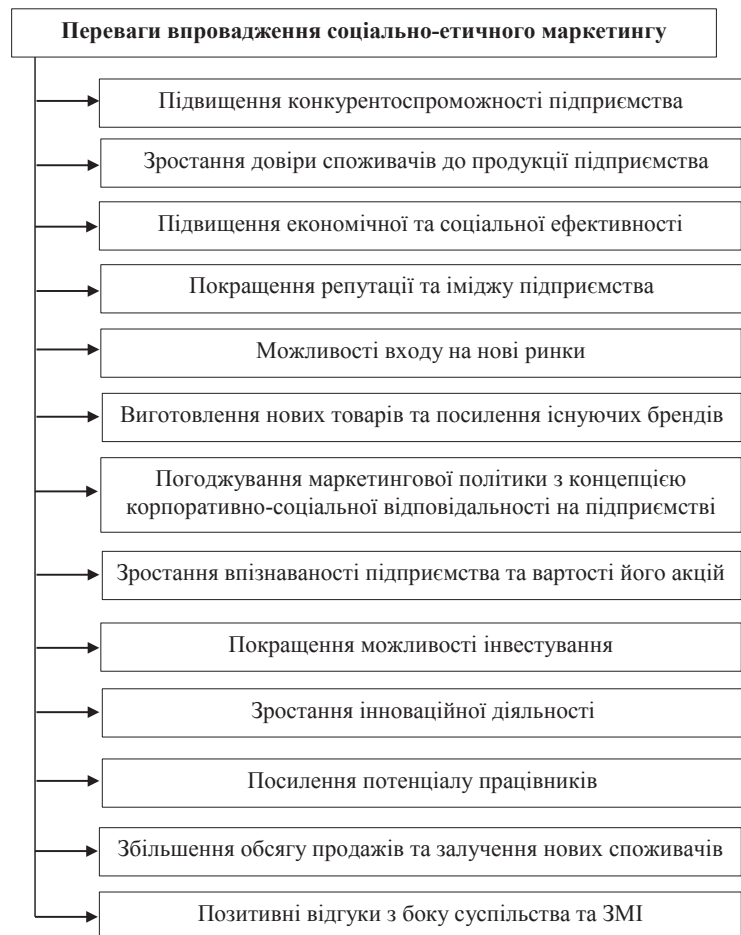 Переваги впровадження соціально-етичного маркетингу
Підвищення конкурентоспроможності підприємства
Зростання довіри споживачів до продукції підприємства
Підвищення економічної та соціальної ефективності
Покращення репутації та іміджу підприємства
Можливості входу на нові ринки
Виготовлення нових товарів та посилення існуючих брендів
Погоджування маркетингової політики з концепцією
корпоративно-соціальної відповідальності на підприємстві
Зростання впізнаваності підприємства та вартості його акцій
Покращення можливості інвестування
Зростання інноваційної діяльності
Посилення потенціалу працівників
Збільшення обсягу продажів та залучення нових споживачів
Позитивні відгуки з боку суспільства та ЗМІ